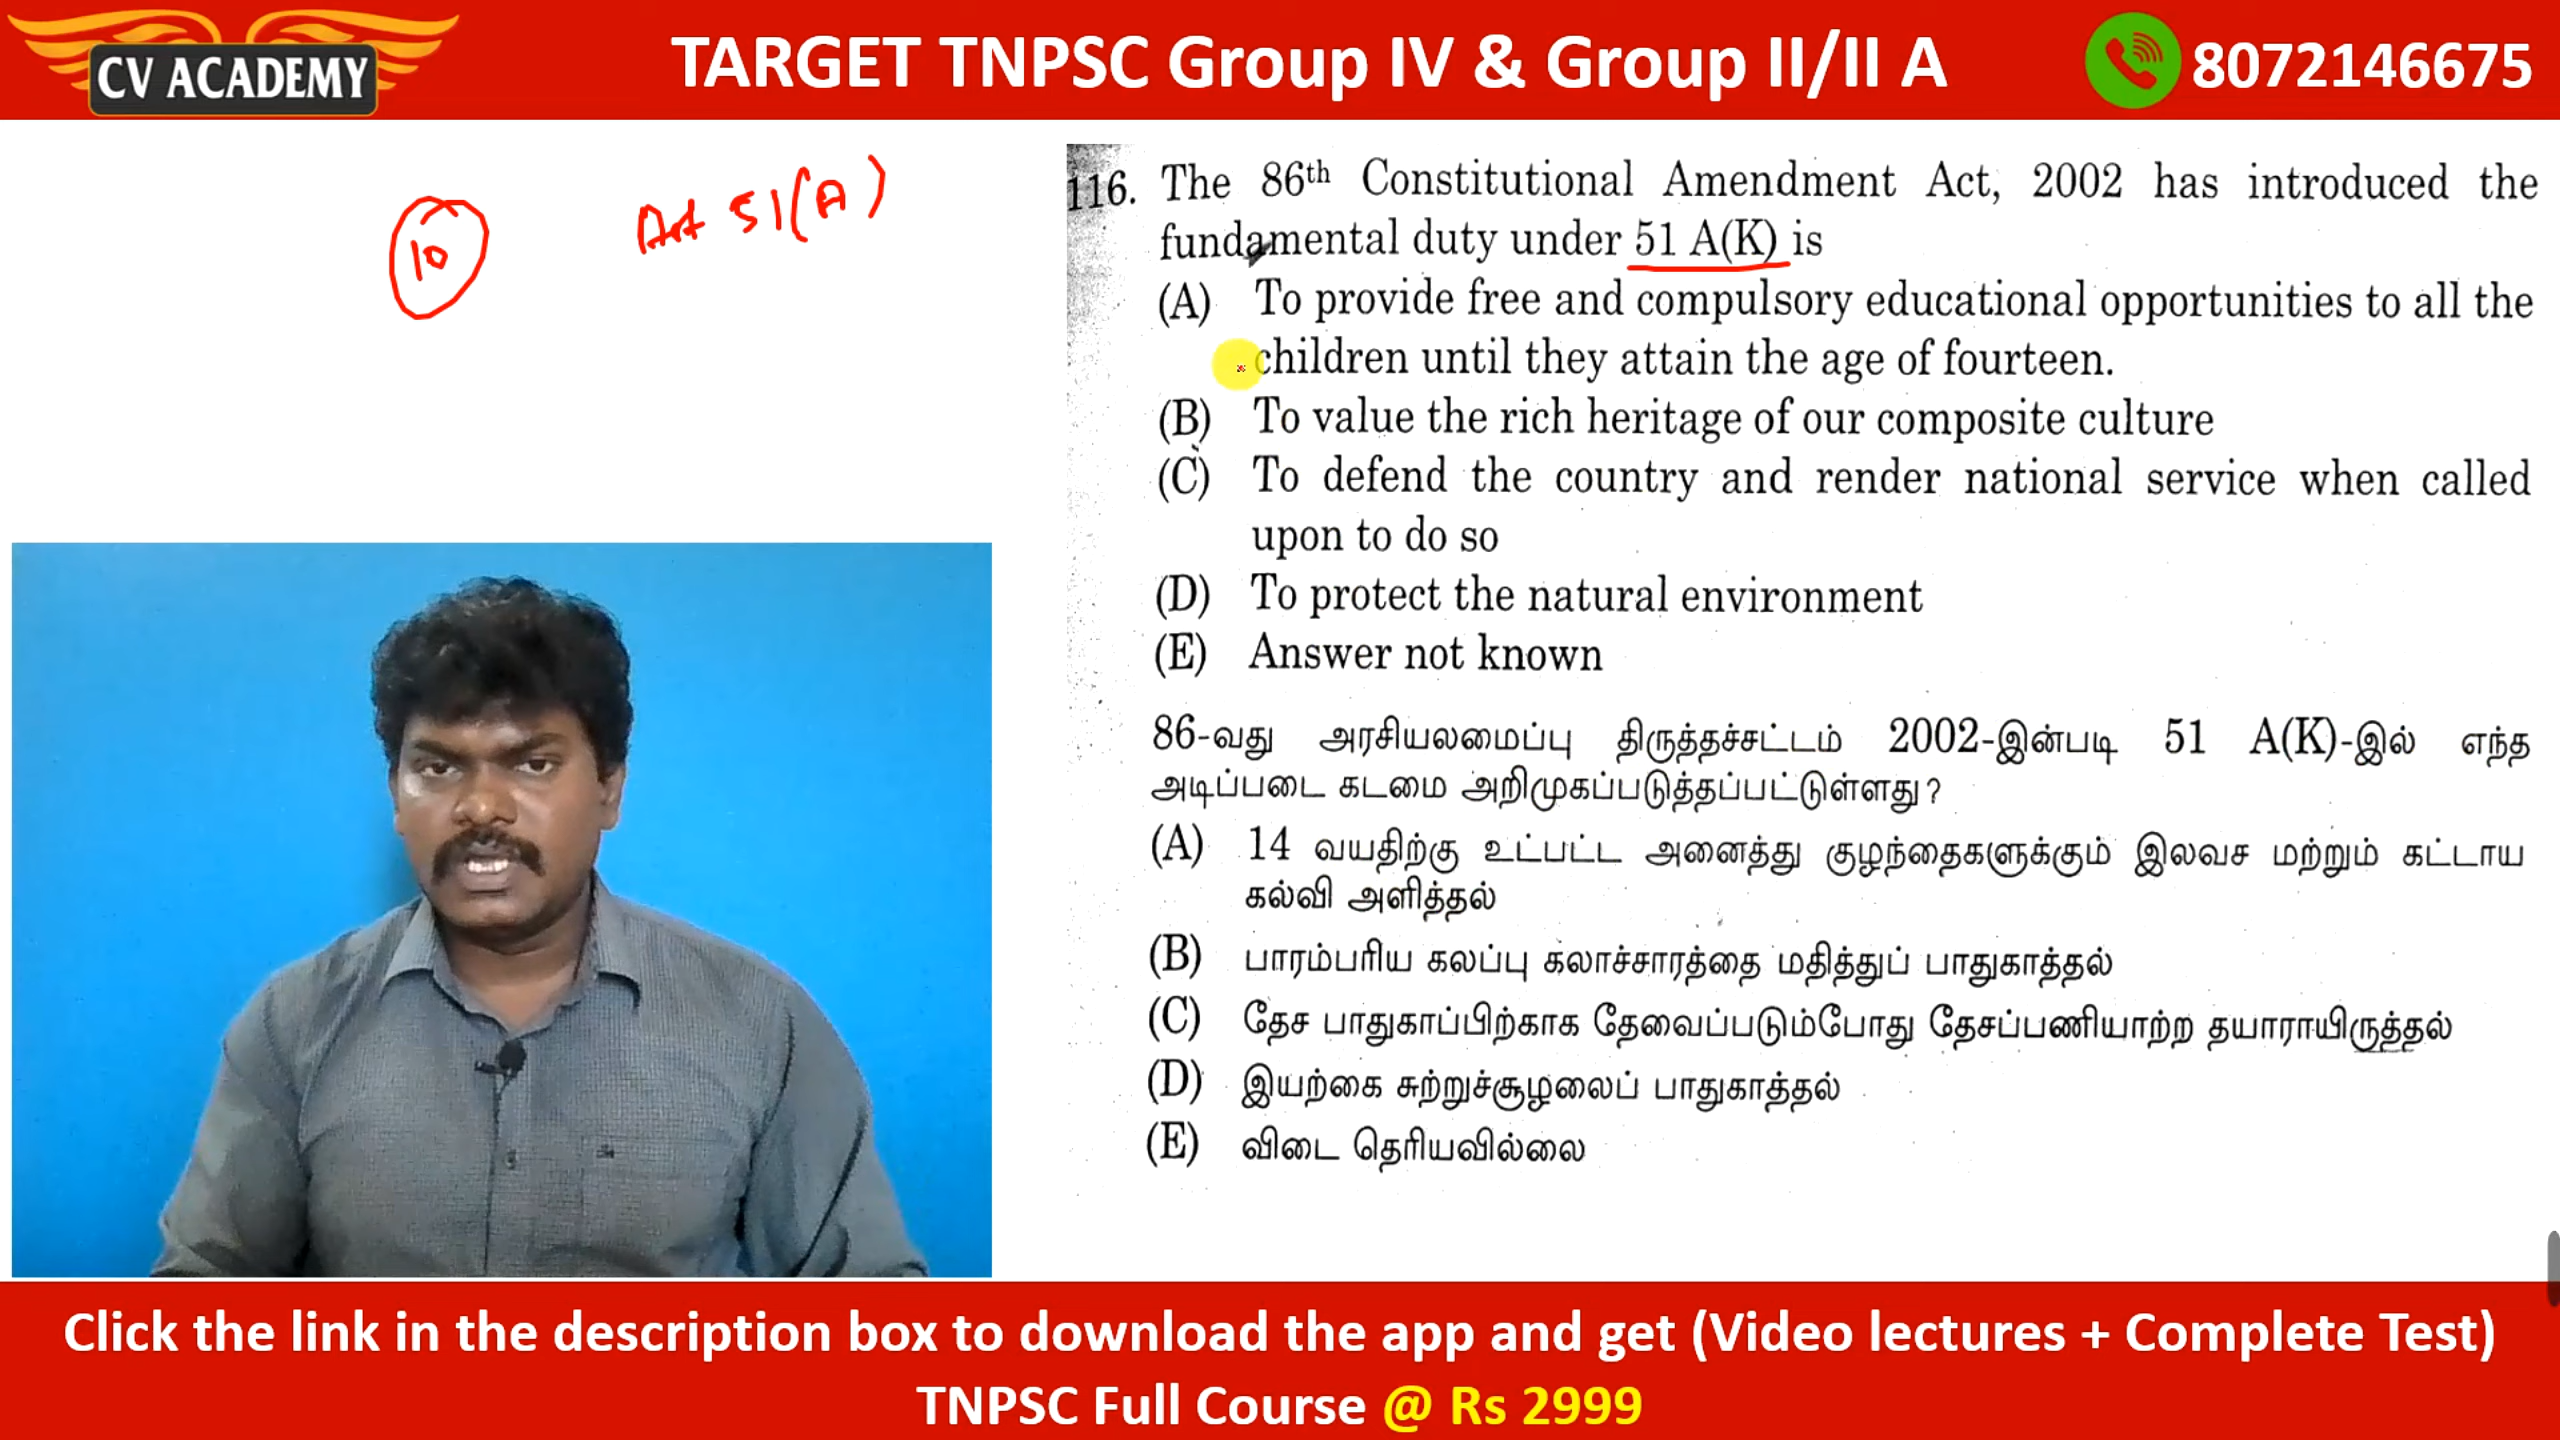 CV ACADEMY
TARGET TNPSC Group IV & Group II/II A
8072146675
10
Art 51(A)
116. The 86th Constitutional Amendment Act, 2002 has introduced the
fundamental duty under 51 A(K) is
(A) To provide free and compulsory educational opportunities to all the
children until they attain the age of fourteen.
(B) To value the rich heritage of our composite culture
(C) To defend the country and render national service when called
upon to do so
(D) To protect the natural environment
(E) Answer not known
86-வது அரசியலமைப்பு திருத்தச்சட்டம் 2002-இன்படி 51 A(K)-இல் எந்த
அடிப்படை கடமை அறிமுகப்படுத்தப்பட்டுள்ளது?
(A) 14 வயதிற்கு உட்பட்ட அனைத்து குழந்தைகளுக்கும் இலவச மற்றும் கட்டாய
கல்வி அளித்தல்
(B) பாரம்பரிய கலப்பு கலாச்சாரத்தை மதித்துப் பாதுகாத்தல்
(C) தேச பாதுகாப்பிற்காக தேவைப்படும்போது தேசப்பணியாற்ற தயாராயிருத்தல்
(D) இயற்கை சுற்றுச்சூழலைப் பாதுகாத்தல்
(E) விடை தெரியவில்லை
Click the link in the description box to download the app and get (Video lectures + Complete Test)
TNPSC Full Course @ Rs 2999